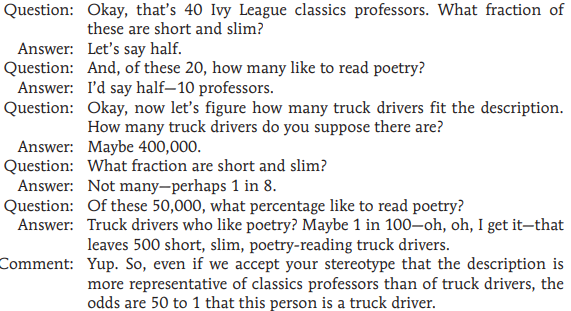 Question: Okay, that's 40 Ivy League classics professors. What fraction of
these are short and slim?
Answer: Let's say half.
Question: And, of these 20, how many like to read poetry?
Answer: I'd say half—10 professors.
Question: Okay, now let's figure how many truck drivers fit the description.
How many truck drivers do you suppose there are?
Answer: Maybe 400,000.
Question: What fraction are short and slim?
Answer: Not many—perhaps 1 in 8.
Question: Of these 50,000, what percentage like to read poetry?
Answer: Truck drivers who like poetry? Maybe 1 in 100—oh, oh, I get it—that
leaves 500 short, slim, poetry-reading truck drivers.
Comment: Yup. So, even if we accept your stereotype that the description is
more representative of classics professors than of truck drivers, the
odds are 50 to 1 that this person is a truck driver.